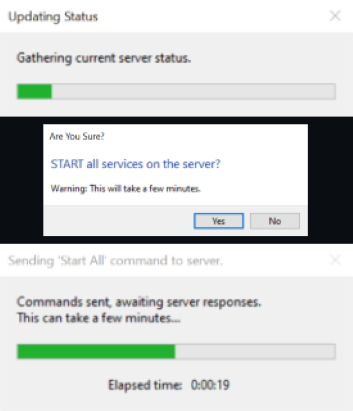 Updating Status
Gathering current server status.
Are You Sure?
START all services on the server?
Warning: This will take a few minutes.
Yes No
Sending 'Start All' command to server.
Commands sent, awaiting server responses.
This can take a few minutes...
Elapsed time: 0:00:19